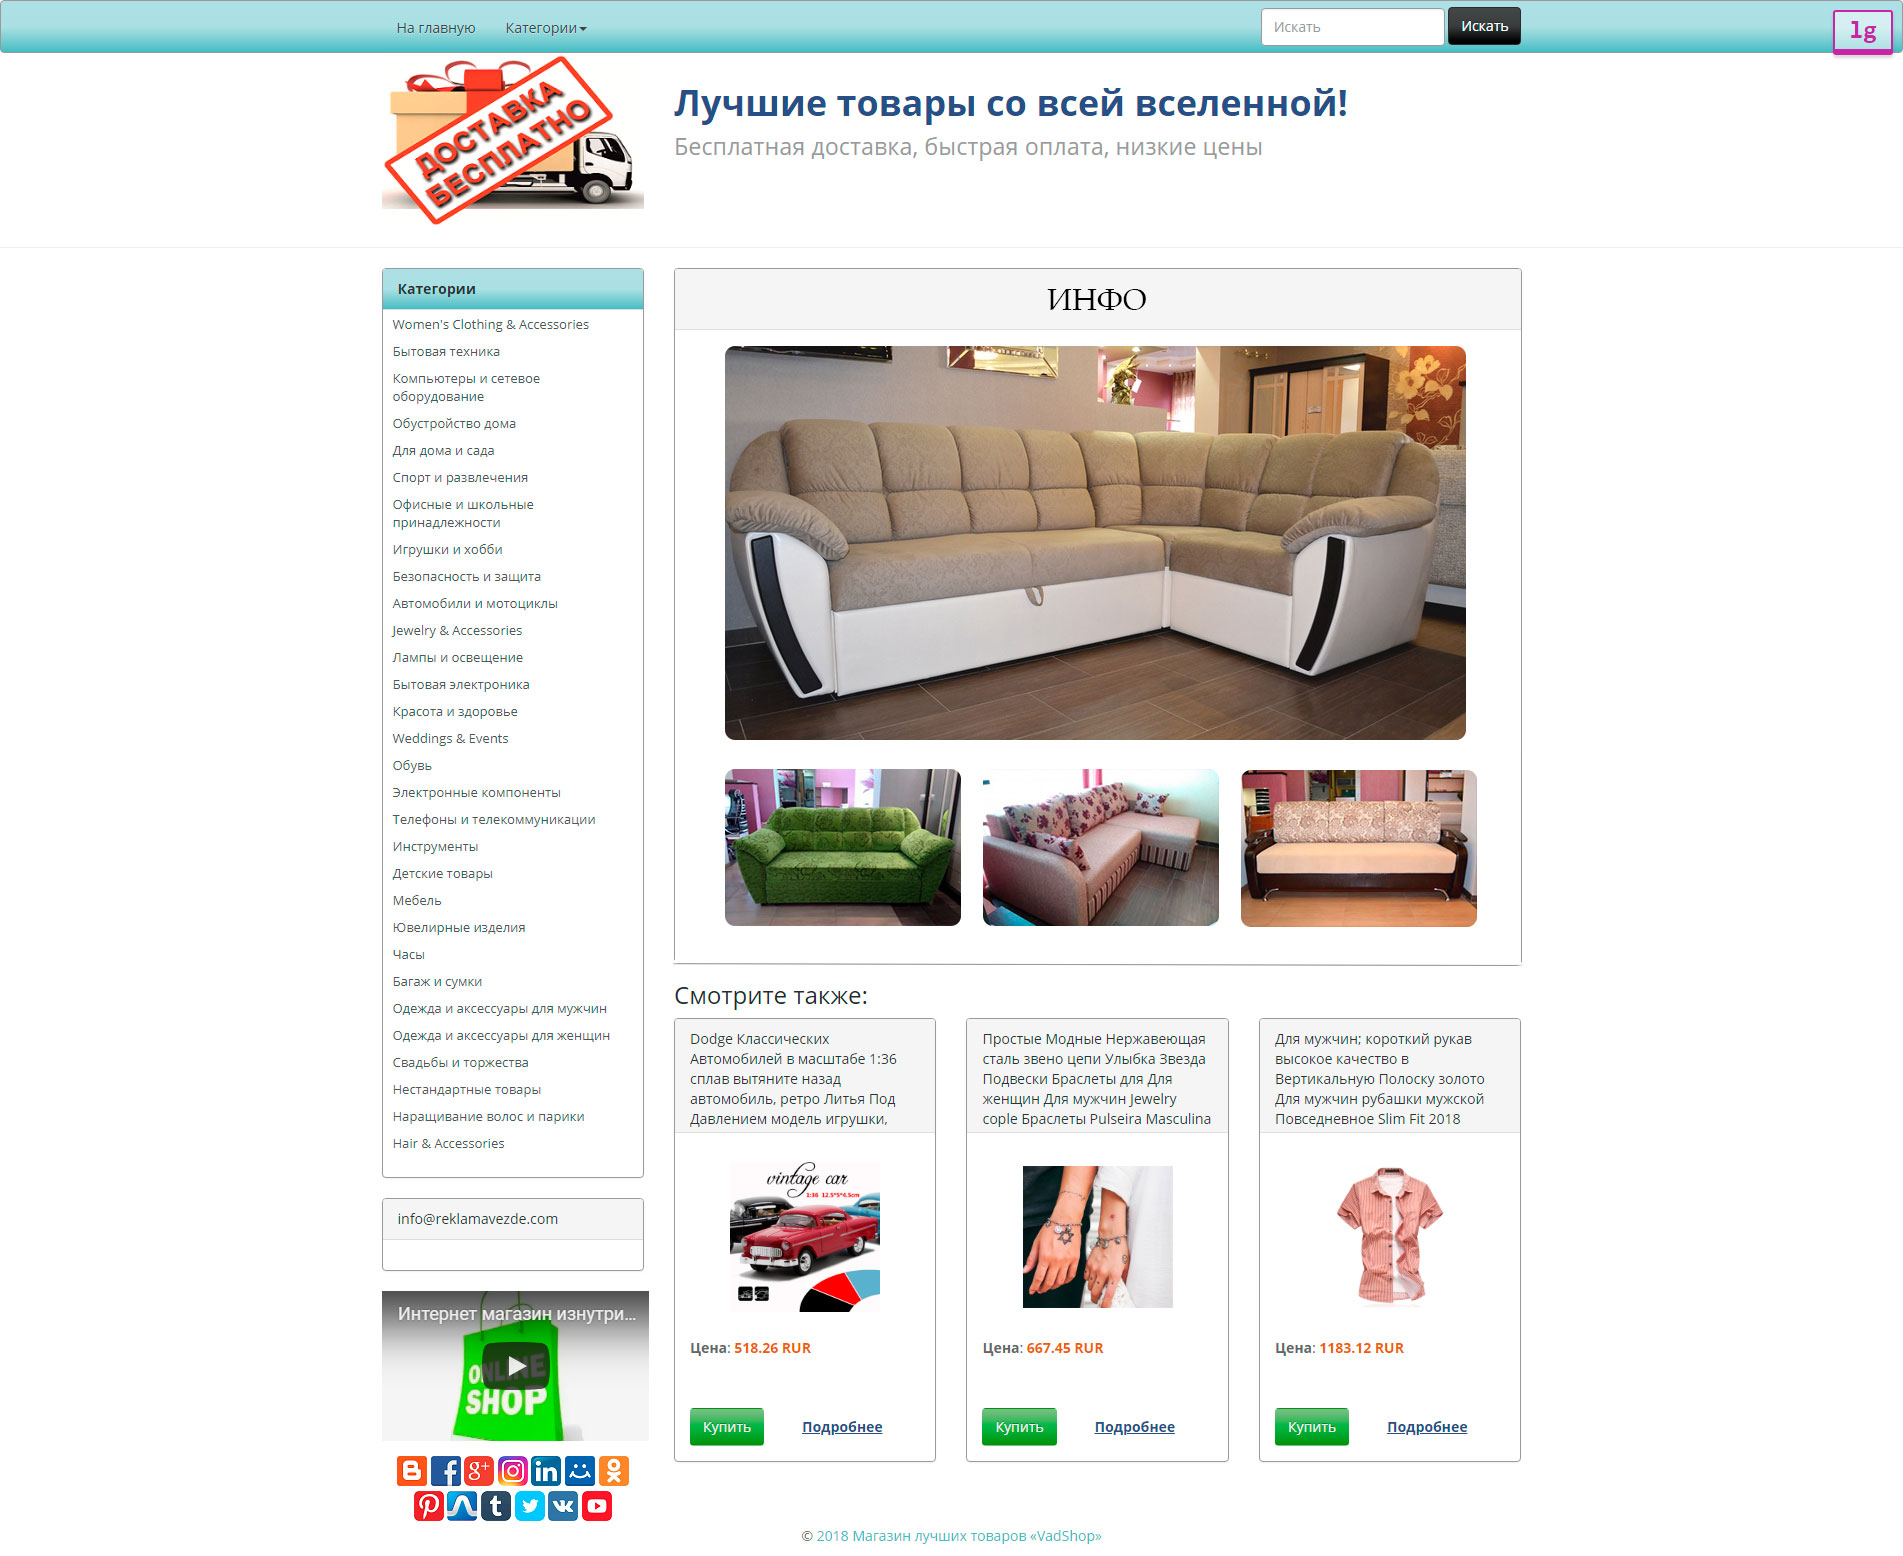 На главную
Категории
Искать
Искать
lg
ДОСТАВКА
БЕСПЛАТНО
Лучшие товары со всей вселенной!
Бесплатная доставка, быстрая оплата, низкие цены
Категории
Women's Clothing & Accessories
Бытовая техника
Компьютеры и сетевое
оборудование
Обустройство дома
Для дома и сада
Спорт и развлечения
Офисные и школьные
принадлежности
Игрушки и хобби
Безопасность и защита
Автомобили и мотоциклы
Jewelry & Accessories
Лампы и освещение
Бытовая электроника
Красота и здоровье
Weddings & Events
Обувь
Электронные компоненты
Телефоны и телекоммуникации
Инструменты
Детские товары
Мебель
Ювелирные изделия
Часы
Багаж и сумки
Одежда и аксессуары для мужчин
Одежда и аксессуары для женщин
Свадьбы и торжества
Нестандартные товары
Наращивание волос и парики
Hair & Accessories
info@reklamavezde.com
Интернет магазин изнутри...
ONLINE
SHOP
ИНФО
Смотрите также:
Dodge Классических
Автомобилей в масштабе 1:36
сплав вытяните назад
автомобиль, ретро Литья Под
Давлением модель игрушки,
vintage car
1:36 12.5*5*4.5cm
Цена: 518.26 RUR
Купить
Подробнее
Простые Модные Нержавеющая
сталь звено цепи Улыбка Звезда
Подвески Браслеты для Для
женщин Для мужчин Jewelry
cople Браслеты Pulseira Masculina
Цена: 667.45 RUR
Купить
Подробнее
Для мужчин; короткий рукав
высокое качество в
Вертикальную Полоску золото
Для мужчин рубашки мужской
Повседневное Slim Fit 2018
Цена: 1183.12 RUR
Купить
Подробнее
© 2018 Магазин лучших товаров «VadShop»